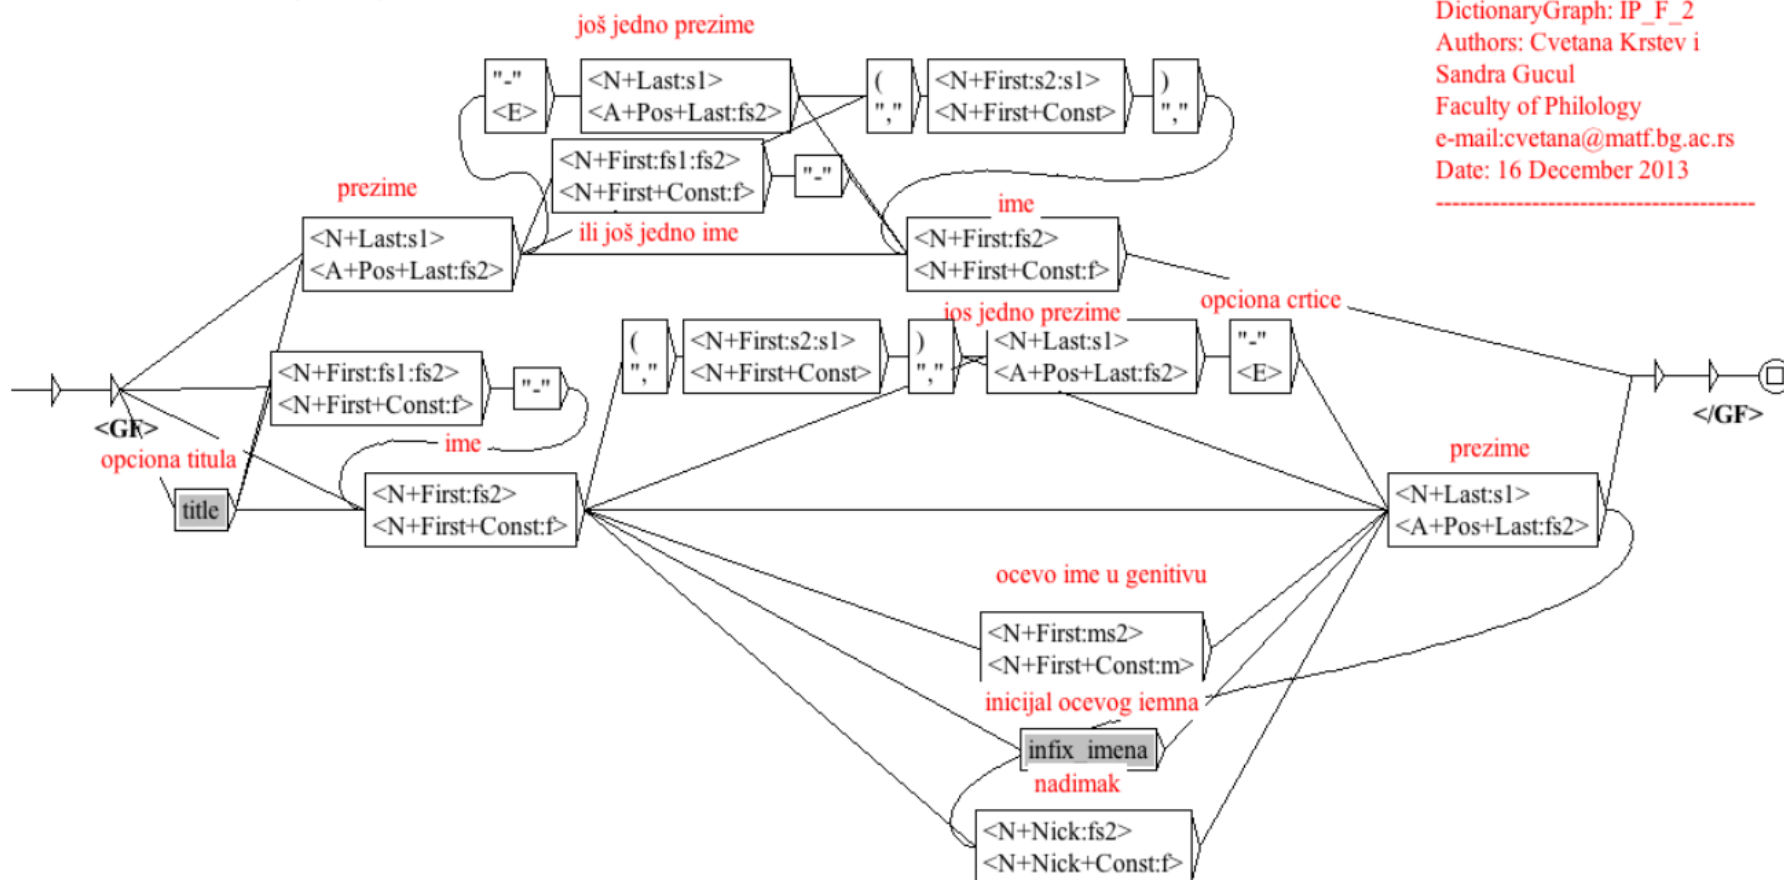 još jedno prezime
DictionaryGraph: IP_F_2
Authors: Cvetana Krstev i
Sandra Gucul
Faculty of Philology
e-mail:cvetana@matf.bg.ac.rs
Date: 16 December 2013
----------------------------------------
"-"
<E>
<N+Last:s1>
<A+Pos+Last:fs2>
(
","
<N+First:s2:s1>
<N+First+Const>
)
","
<N+First:fs1:fs2>
<N+First+Const:f>
"-"
prezime
ili još jedno ime
ime
<N+Last:s1>
<A+Pos+Last:fs2>
<N+First:fs2>
<N+First+Const:f>
opciona crtice
jos jedno prezime
(
","
<N+First:s2:s1>
<N+First+Const>
)
","
<N+Last:s1>
<A+Pos+Last:fs2>
"-"
<E>
<N+First:fs1:fs2>
<N+First+Const:f>
"-"
<GF>
</GF>
opciona titula
ime
prezime
title
<N+First:fs2>
<N+First+Const:f>
<N+Last:s1>
<A+Pos+Last:fs2>
ocevo ime u genitivu
<N+First:ms2>
<N+First+Const:m>
inicijal ocevog iemna
infix_imena
nadimak
<N+Nick:fs2>
<N+Nick+Const:f>